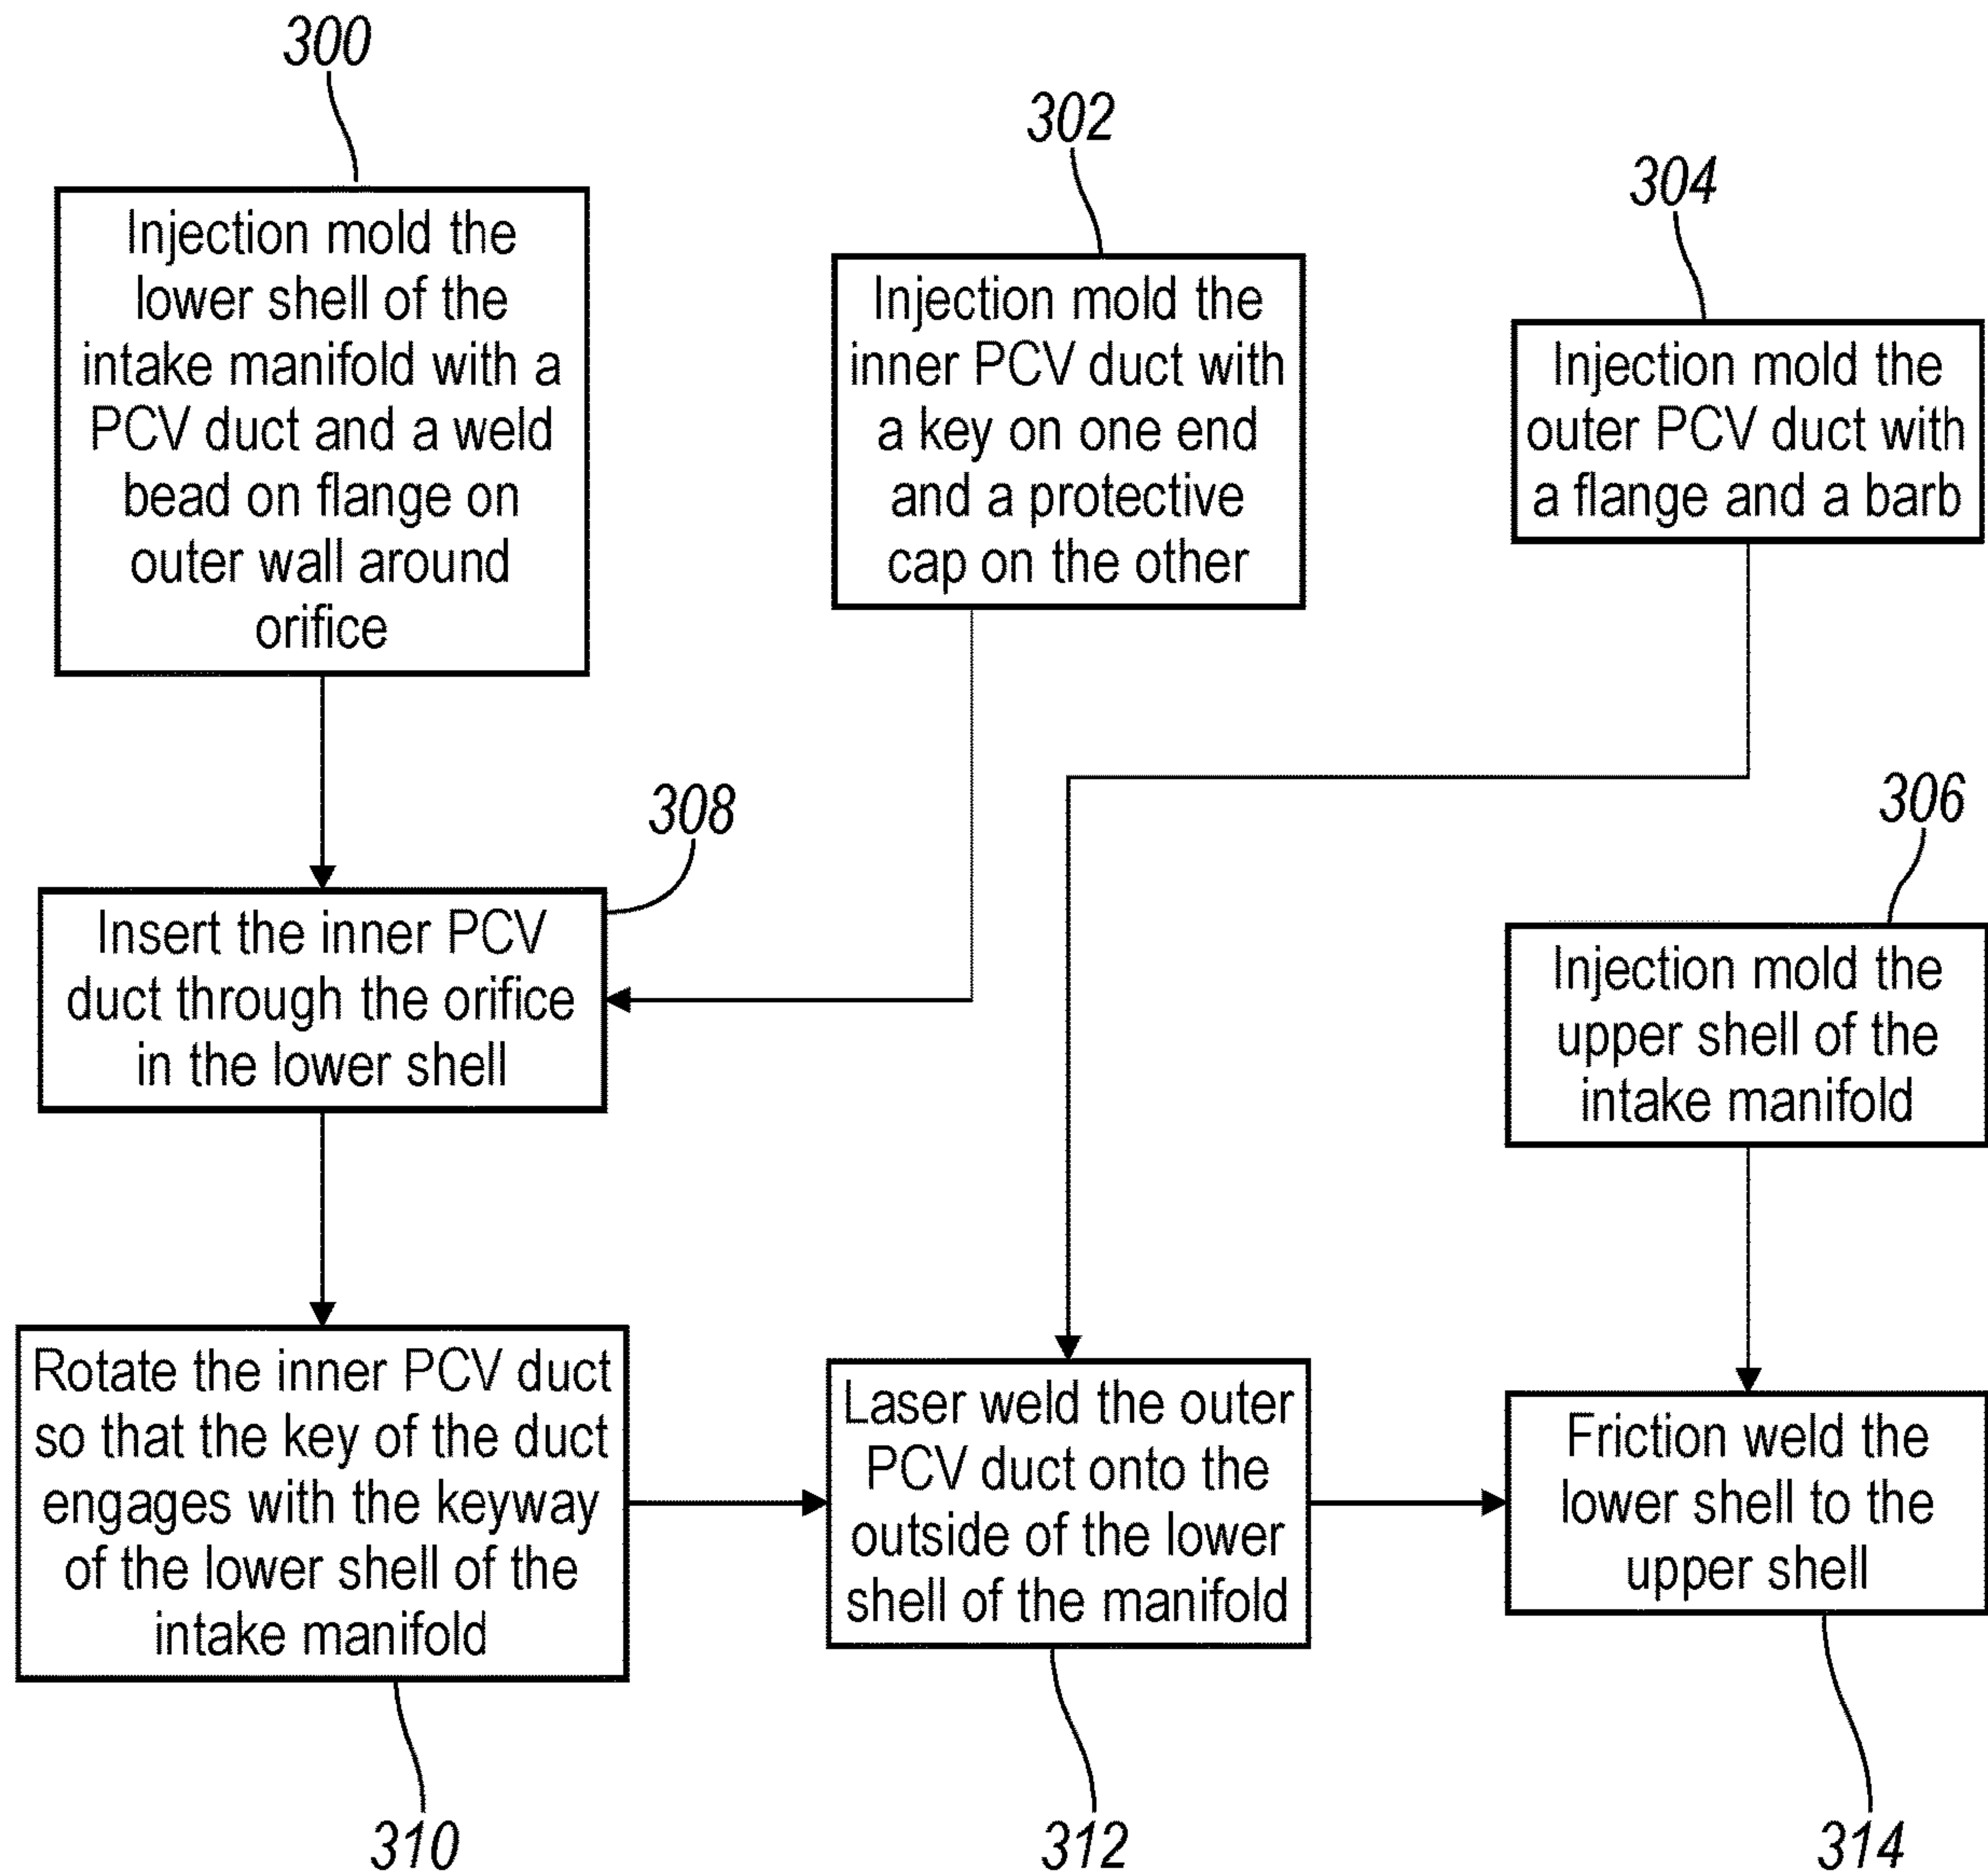 300
Injection mold the
lower shell of the
intake manifold with a
PCV duct and a weld
bead on flange on
outer wall around
orifice
302
Injection mold the
inner PCV duct with
a key on one end
and a protective
cap on the other
304
Injection mold the
outer PCV duct with
a flange and a barb
308
Insert the inner PCV
duct through the orifice
in the lower shell
306
Injection mold the
upper shell of the
intake manifold
Rotate the inner PCV duct
so that the key of the duct
engages with the keyway
of the lower shell of the
intake manifold
310
Laser weld the outer
PCV duct onto the
outside of the lower
shell of the manifold
312
Friction weld the
lower shell to the
upper shell
314